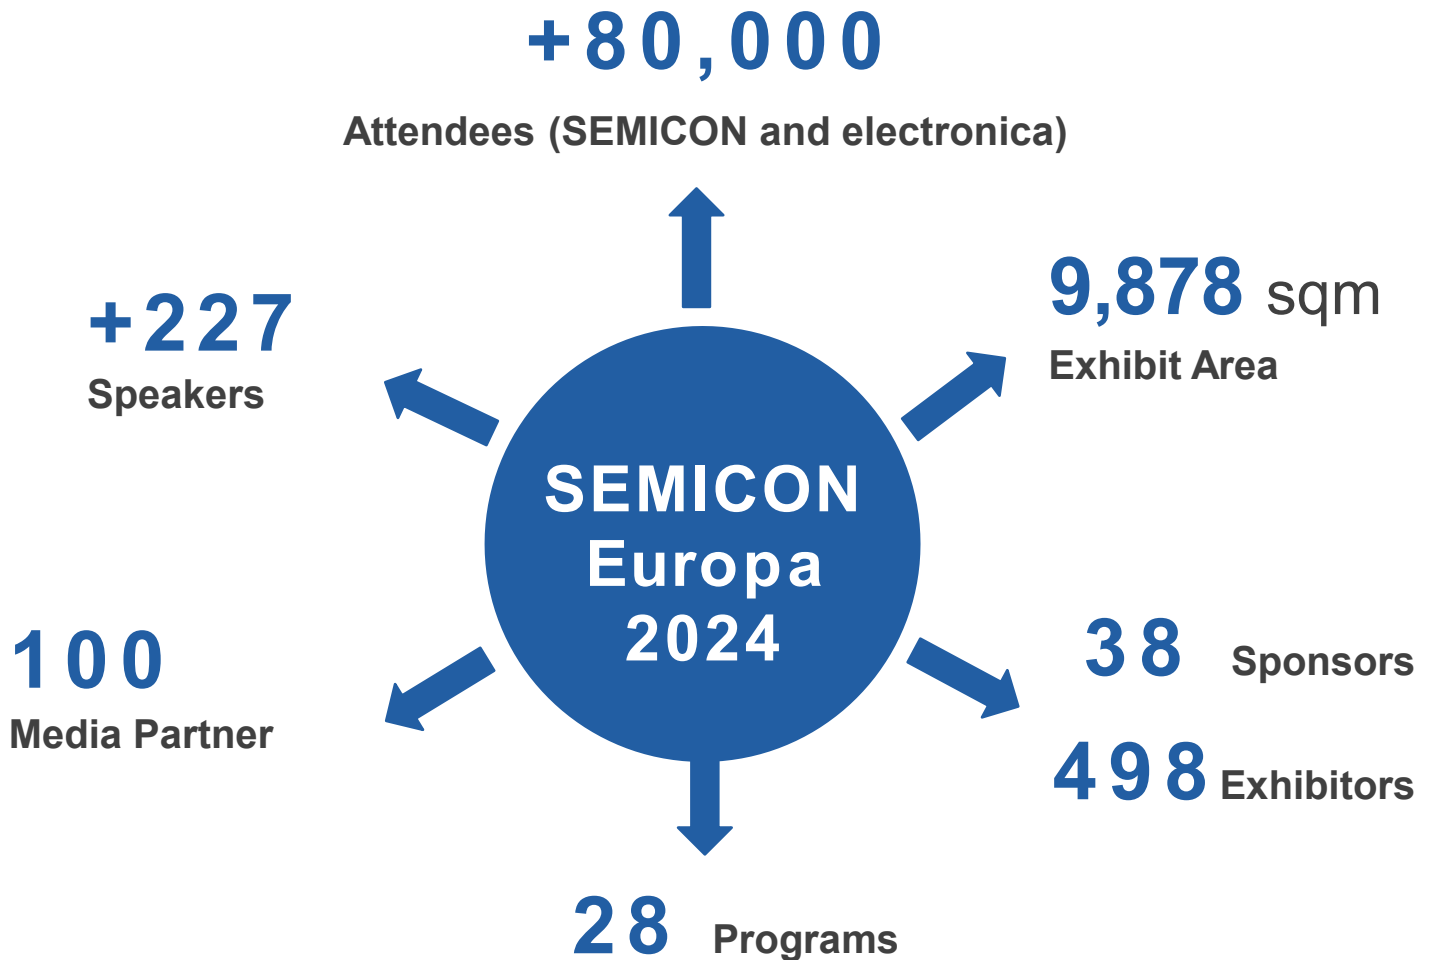 +80,000
Attendees (SEMICON and electronica)
+227
Speakers
9,878 sqm
Exhibit Area
SEMICON
Europa
2024
100
Media Partner
38 Sponsors
498 Exhibitors
28 Programs